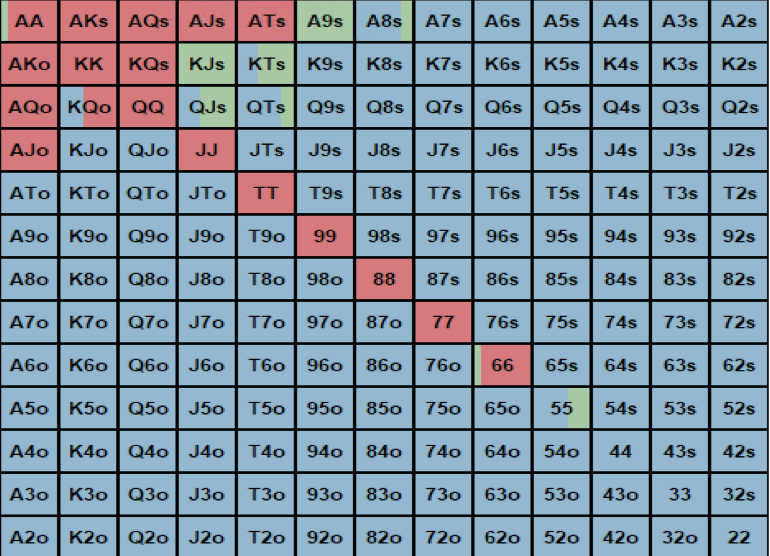 AA AKs AQs AJs ATs A9s A8s A7s A6s A5s A4s A3s A2s
AKo KK KQs KJs KTs K9s K8s K7s K6s K5s K4s K3s K2s
AQo KQo QQ QJs QTs Q9s Q8s Q7s Q6s Q5s Q4s Q3s Q2s
AJo KJo QJo JJ JTs J9s J8s J7s J6s J5s J4s J3s J2s
ATo KTo QTo JTo TT T9s T8s T7s T6s T5s T4s T3s T2s
A9o K9o Q9o J9o T9o 99 98s 97s 96s 95s 94s 93s 92s
A8o K8o Q8o J8o T8o 98o 88 87s 86s 85s 84s 83s 82s
A7o K7o Q7o J7o T7o 97o 87o 77 76s 75s 74s 73s 72s
A6o K6o Q6o J6o T6o 96o 86o 76o 66 65s 64s 63s 62s
A5o K5o Q5o J5o T5o 95o 85o 75o 65o 55 54s 53s 52s
A4o K4o Q4o J4o T4o 94o 84o 74o 64o 54o 44 43s 42s
A3o K3o Q3o J3o T3o 93o 83o 73o 63o 53o 43o 33 32s
A2o K2o Q2o J2o T2o 92o 82o 72o 62o 52o 42o 32o 22